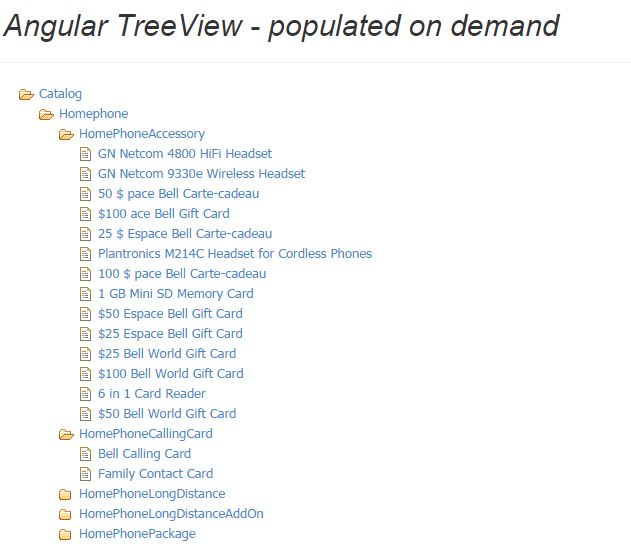 Angular TreeView - populated on demand
Catalog
Homephone
HomePhoneAccessory
GN Netcom 4800 HiFi Headset
GN Netcom 9330e Wireless Headset
50 $ pace Bell Carte-cadeau
$100 ace Bell Gift Card
25 $ Espace Bell Carte-cadeau
Plantronics M214C Headset for Cordless Phones
100 $ pace Bell Carte-cadeau
1 GB Mini SD Memory Card
$50 Espace Bell Gift Card
$25 Espace Bell Gift Card
$25 Bell World Gift Card
$100 Bell World Gift Card
6 in 1 Card Reader
$50 Bell World Gift Card
HomePhoneCallingCard
Bell Calling Card
Family Contact Card
HomePhoneLongDistance
HomePhoneLongDistanceAddOn
HomePhonePackage